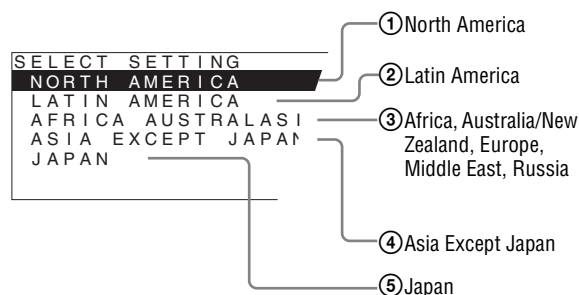 SELECT SETTING
NORTH AMERICA
LATIN AMERICA
AFRICA AUSTRALASI
ASIA EXCEPT JAPAN
JAPAN
①North America
②Latin America
③Africa, Australia/New
Zealand, Europe,
Middle East, Russia
④Asia Except Japan
⑤Japan